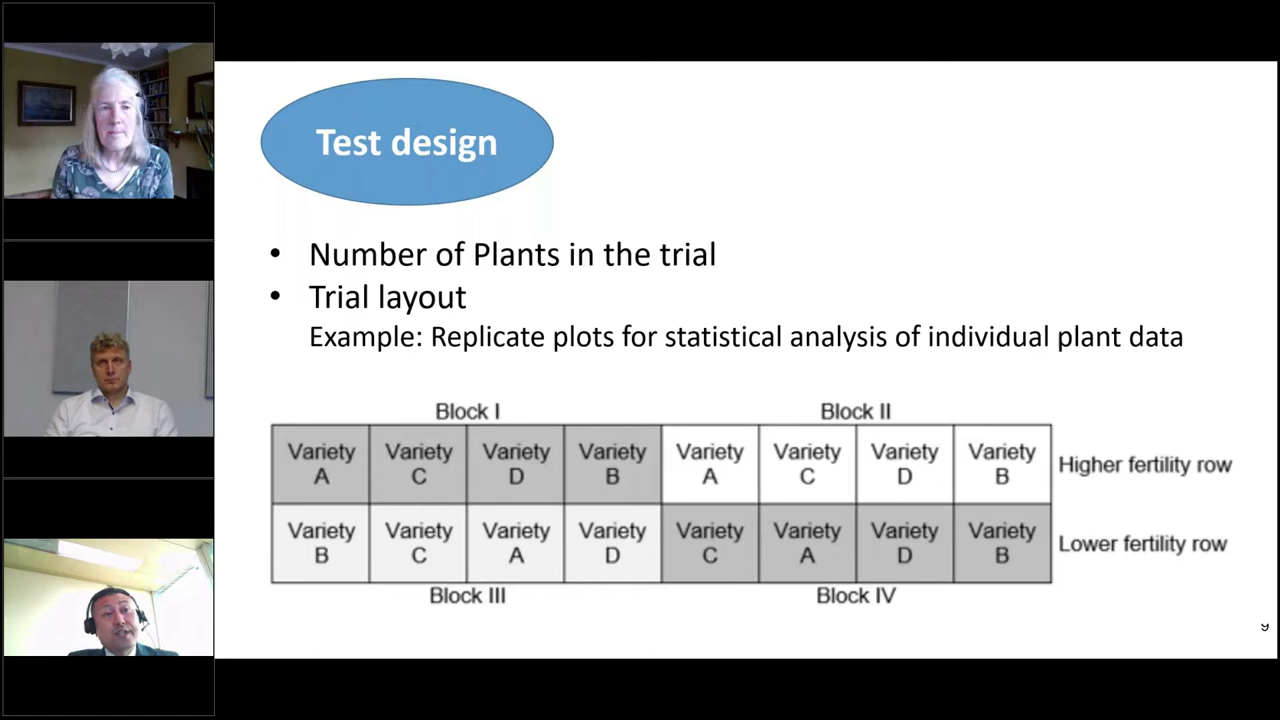 Test design
• Number of Plants in the trial
• Trial layout
Example: Replicate plots for statistical analysis of individual plant data
Block I Block II
Variety A Variety C Variety D Variety B Variety A Variety C Variety D Variety B Higher fertility row
Variety B Variety C Variety A Variety D Variety C Variety A Variety D Variety B Lower fertility row
Block III Block IV